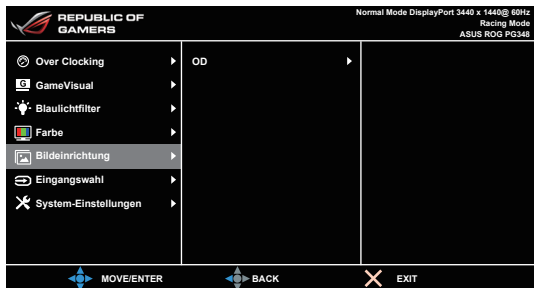 REPUBLIC OF
GAMERS
Normal Mode DisplayPort 3440 x 1440@ 60Hz
Racing Mode
ASUS ROG PG348
Over Clocking
OD
G
GameVisual
Blaulichtfilter
Farbe
Bildeinrichtung
Eingangswahl
System-Einstellungen
MOVE/ENTER
BACK
EXIT